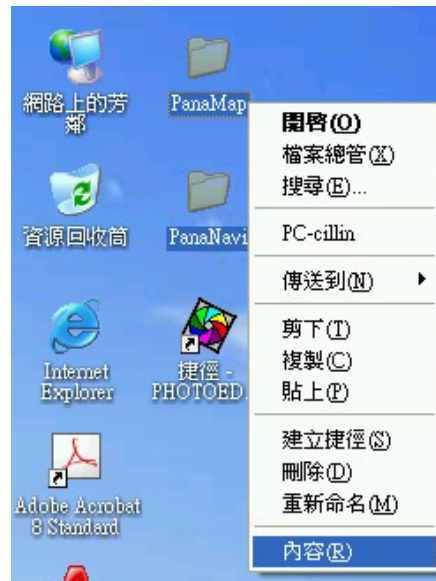 網路上的芳
鄰
PanaMap
資源回收筒
PanaNavi
Internet
Explorer
捷徑 -
PHOTOED.
Adobe Acrobat
8 Standard
開啓(O)
檔案總管(X)
搜尋(E)...
PC-cillin
傳送到(N)
剪下(T)
複製(C)
貼上(P)
建立捷徑(S)
刪除(D)
重新命名(M)
內容(R)